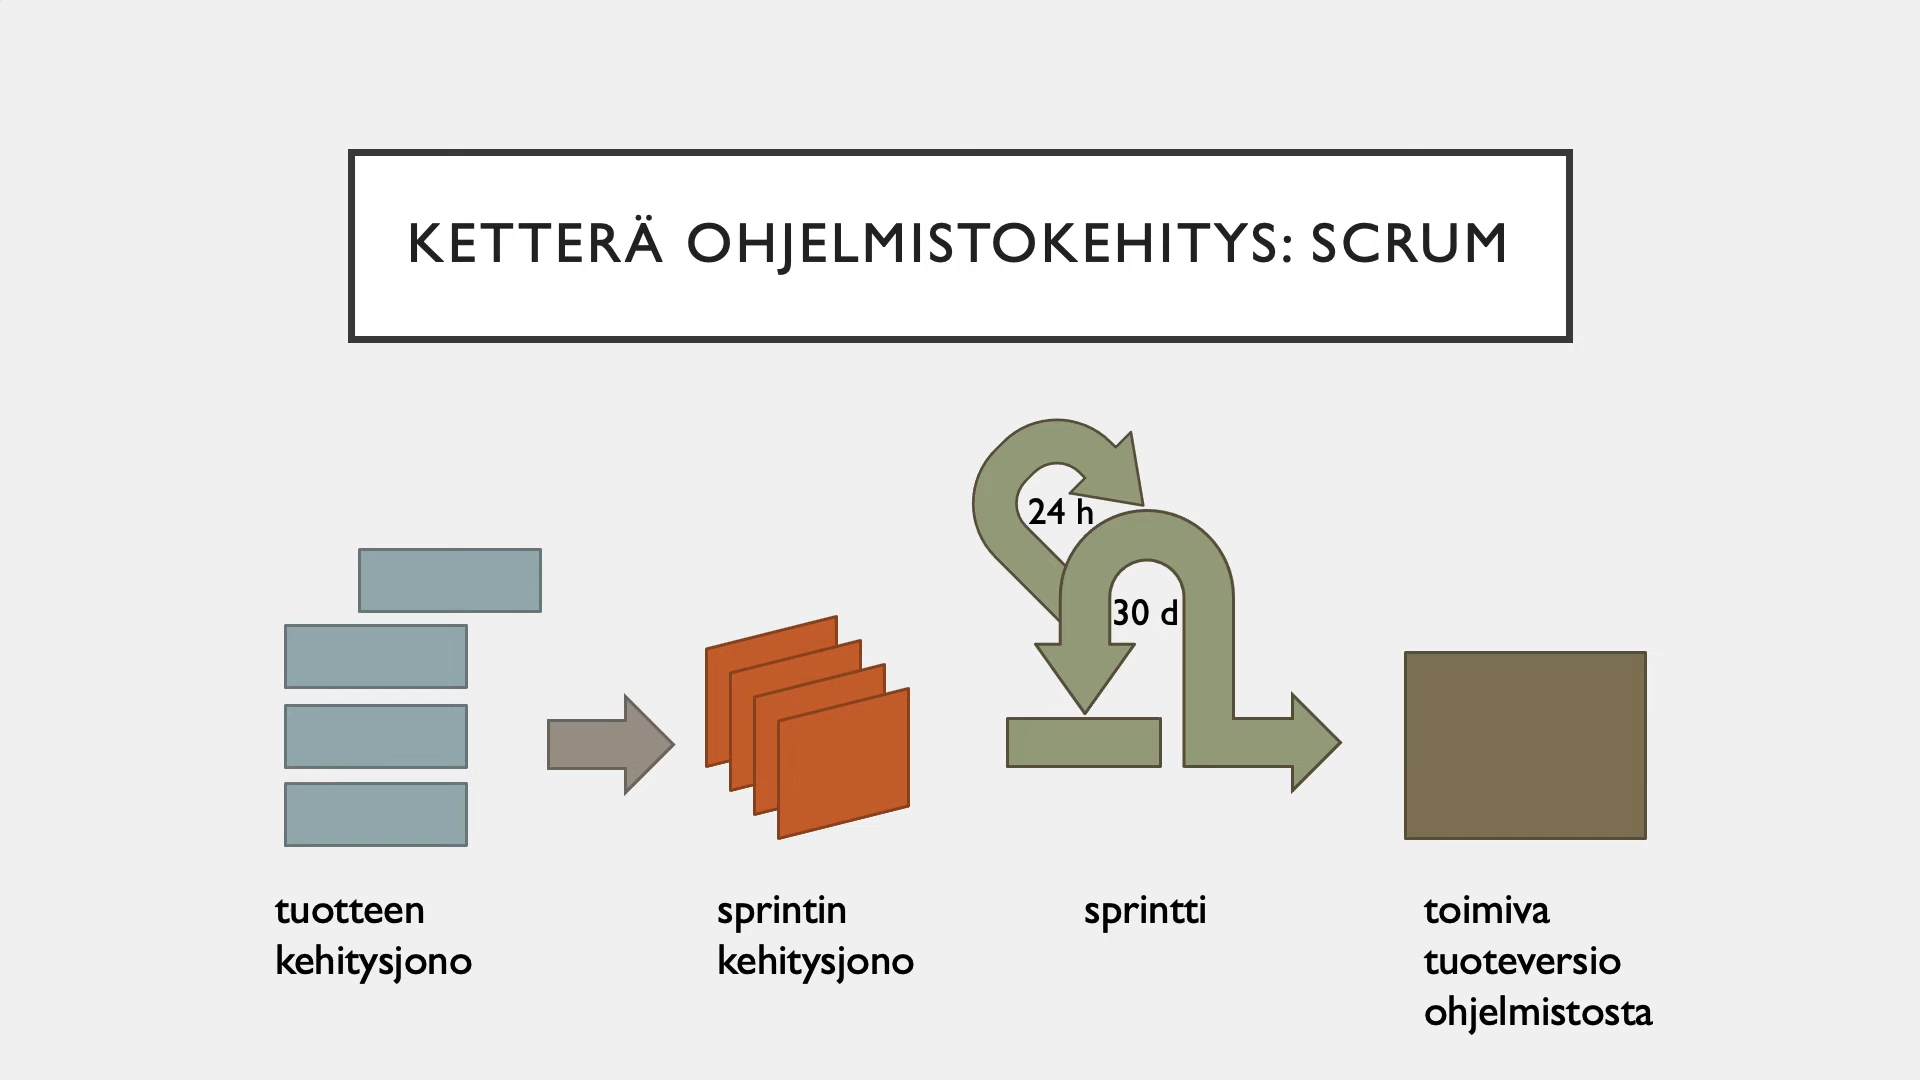 KETTERÄ OHJELMISTOKEHITYS: SCRUM
24 h
30 d
tuotteen
kehitysjono
sprintin
kehitysjono
sprintti
toimiva
tuoteversio
ohjelmistosta